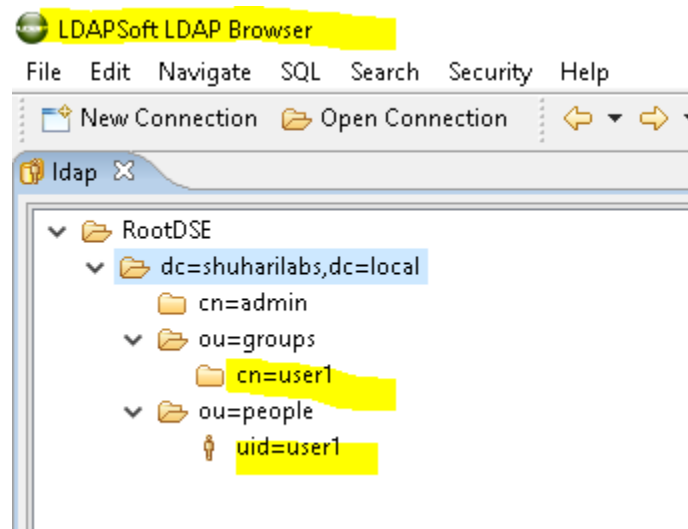 LDAPSoft LDAP Browser
File Edit Navigate SQL Search Security Help
New Connection Open Connection
ldap
RootDSE
dc=shuharilabs,dc=local
cn=admin
ou=groups
cn=user1
ou=people
uid=user1